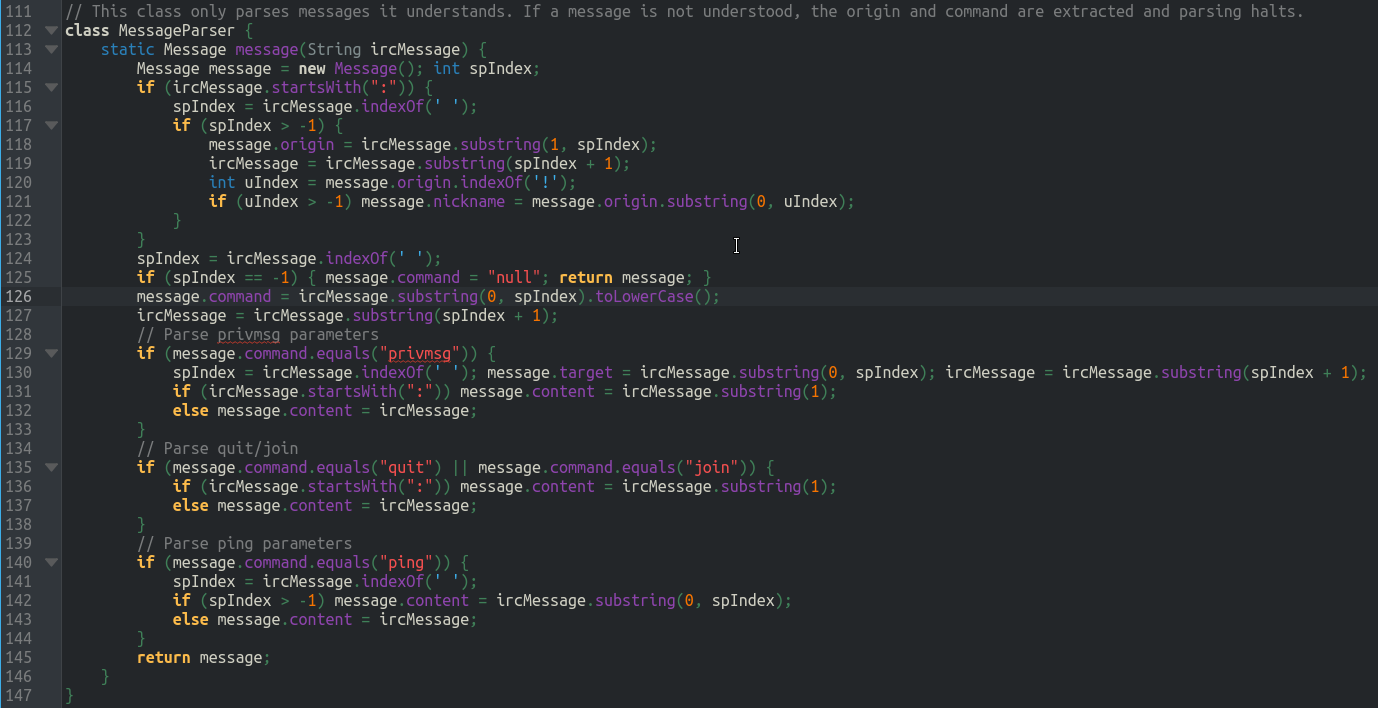 111 // This class only parses messages it understands. If a message is not understood, the origin and command are extracted and parsing halts.
112 class MessageParser {
113     static Message message(String ircMessage) {
114         Message message = new Message(); int spIndex;
115         if (ircMessage.startsWith(":")) {
116             spIndex = ircMessage.indexOf(' ');
117             if (spIndex > -1) {
118                 message.origin = ircMessage.substring(1, spIndex);
119                 ircMessage = ircMessage.substring(spIndex + 1);
120                 int uIndex = message.origin.indexOf('!');
121                 if (uIndex > -1) message.nickname = message.origin.substring(0, uIndex);
122             }
123         }
124         spIndex = ircMessage.indexOf(' ');
125         if (spIndex == -1) { message.command = "null"; return message; }
126         message.command = ircMessage.substring(0, spIndex).toLowerCase();
127         ircMessage = ircMessage.substring(spIndex + 1);
128         // Parse privmsg parameters
129         if (message.command.equals("privmsg")) {
130             spIndex = ircMessage.indexOf(' '); message.target = ircMessage.substring(0, spIndex); ircMessage = ircMessage.substring(spIndex + 1);
131             if (ircMessage.startsWith(":")) message.content = ircMessage.substring(1);
132             else message.content = ircMessage;
133         }
134         // Parse quit/join
135         if (message.command.equals("quit") || message.command.equals("join")) {
136             if (ircMessage.startsWith(":")) message.content = ircMessage.substring(1);
137             else message.content = ircMessage;
138         }
139         // Parse ping parameters
140         if (message.command.equals("ping")) {
141             spIndex = ircMessage.indexOf(' ');
142             if (spIndex > -1) message.content = ircMessage.substring(0, spIndex);
143             else message.content = ircMessage;
144         }
145         return message;
146     }
147 }